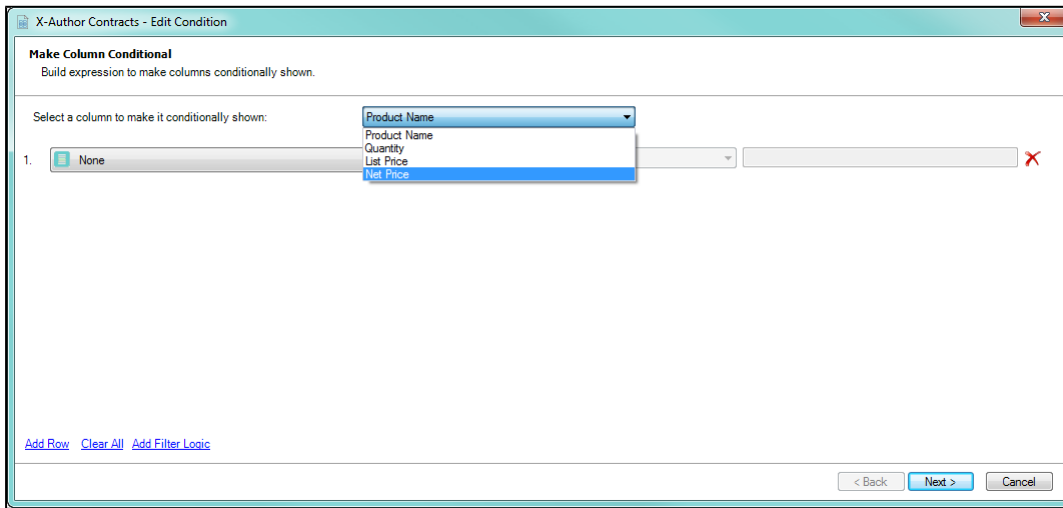 X-Author Contracts - Edit Condition
x
Make Column Conditional
Build expression to make columns conditionally shown.
Select a column to make it conditionally shown:
Product Name
Product Name
Quantity
List Price
Net Price
1.
None
Add Row Clear All Add Filter Logic
< Back Next > Cancel